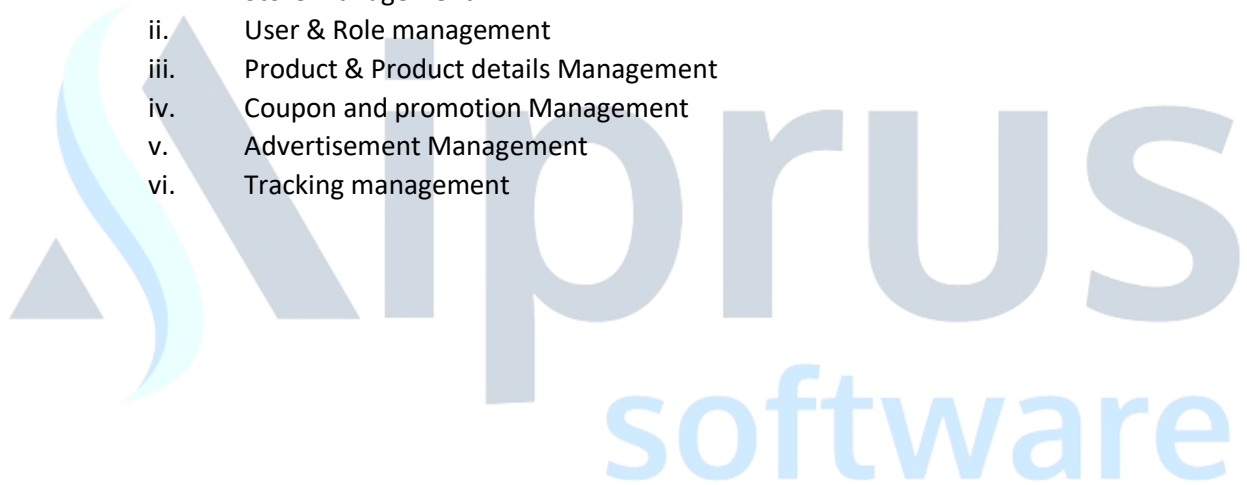 ii. User & Role management
iii. Product & Product details Management
iv. Coupon and promotion Management
v. Advertisement Management
vi. Tracking management
Aiprus
software